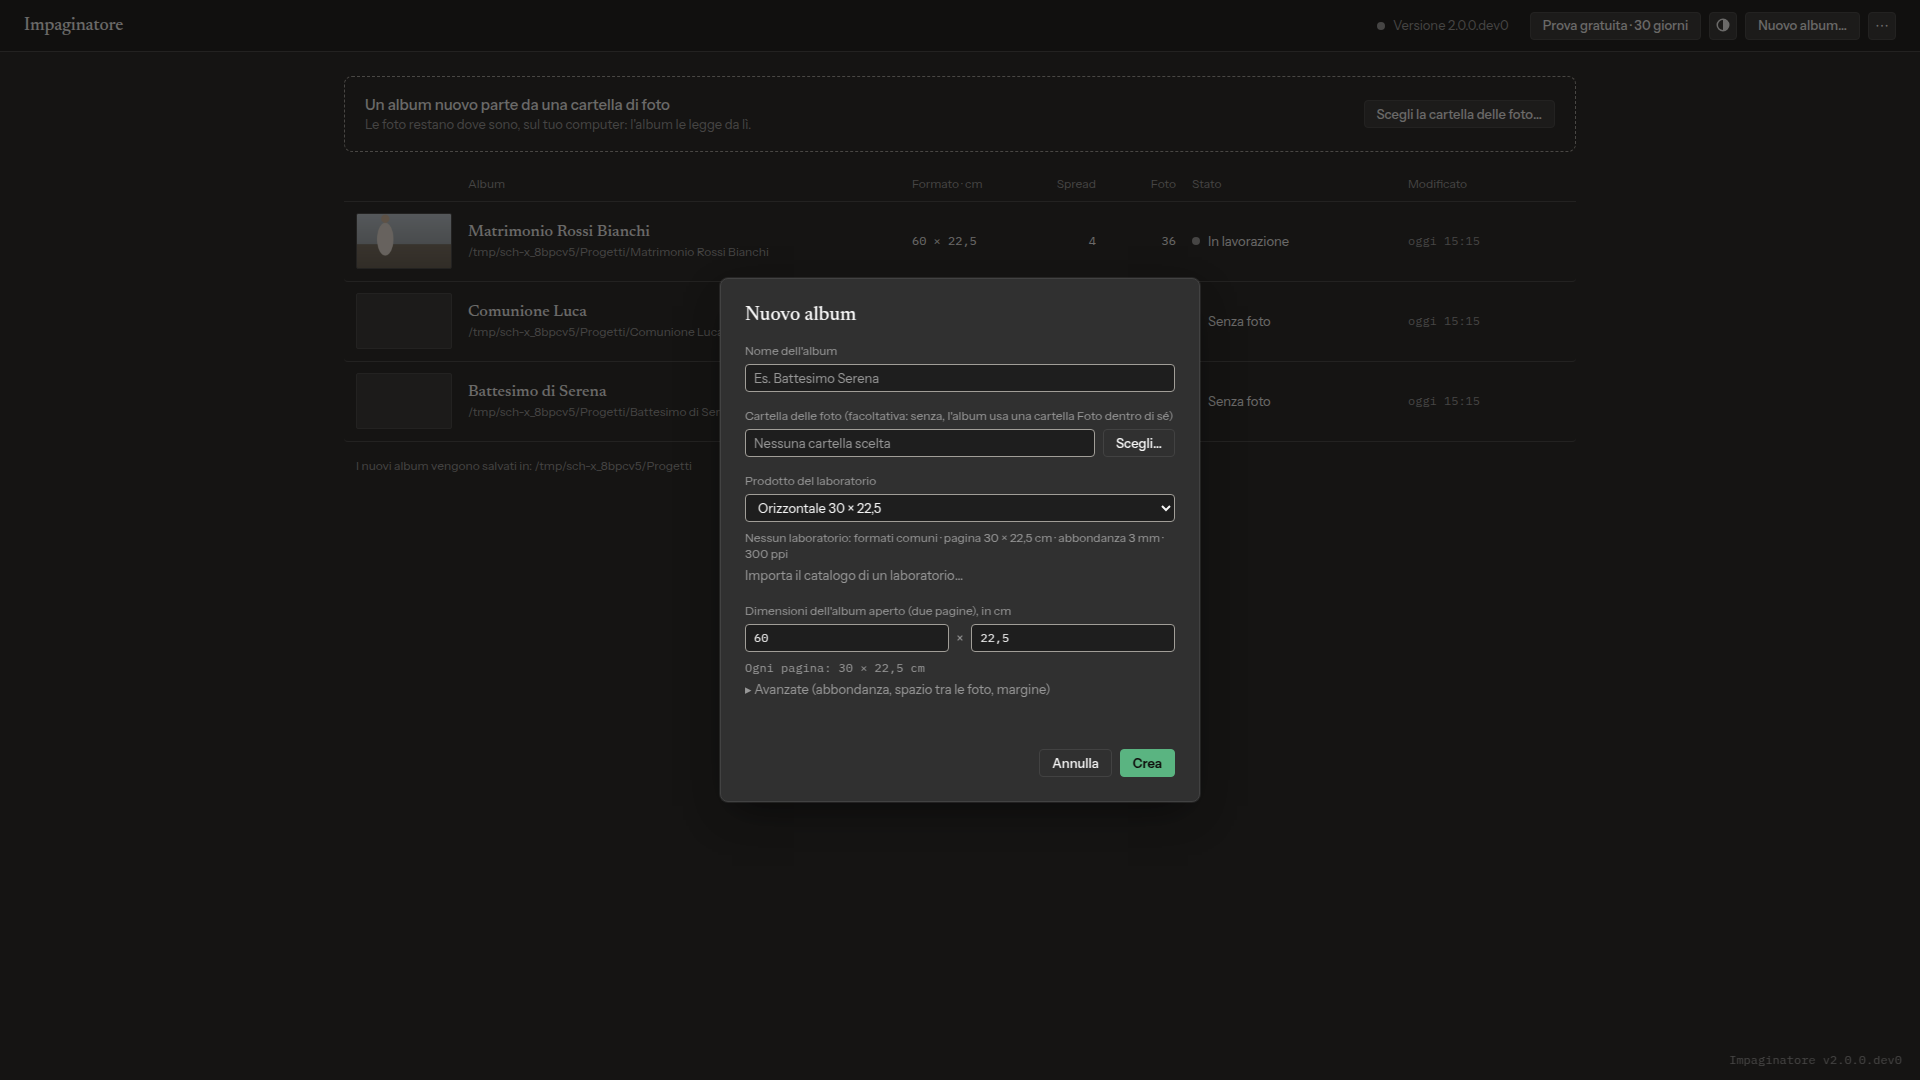 Impaginatore
Versione 2.0.0.dev0
Prova gratuita · 30 giorni
Nuovo album...
Un album nuovo parte da una cartella di foto
Le foto restano dove sono, sul tuo computer: l'album le legge da lì.
Scegli la cartella delle foto...
Album Formato · cm Spread Foto Stato Modificato
Matrimonio Rossi Bianchi
/tmp/sch-x_8bpcv5/Progetti/Matrimonio Rossi Bianchi
60 × 22,5 4 36 In lavorazione oggi 15:15
Comunione Luca
/tmp/sch-x_8bpcv5/Progetti/Comunione Luca
Senza foto oggi 15:15
Battesimo di Serena
/tmp/sch-x_8bpcv5/Progetti/Battesimo di Ser
Senza foto oggi 15:15
I nuovi album vengono salvati in: /tmp/sch-x_8bpcv5/Progetti
Nuovo album
Nome dell'album
Es. Battesimo Serena
Cartella delle foto (facoltativa: senza, l'album usa una cartella Foto dentro di sé)
Nessuna cartella scelta
Scegli...
Prodotto del laboratorio
Orizzontale 30 × 22,5
Nessun laboratorio: formati comuni · pagina 30 × 22,5 cm · abbondanza 3 mm ·
300 ppi
Importa il catalogo di un laboratorio...
Dimensioni dell'album aperto (due pagine), in cm
60 × 22,5
Ogni pagina: 30 × 22,5 cm
▸ Avanzate (abbondanza, spazio tra le foto, margine)
Annulla
Crea
Impaginatore v2.0.0.dev0